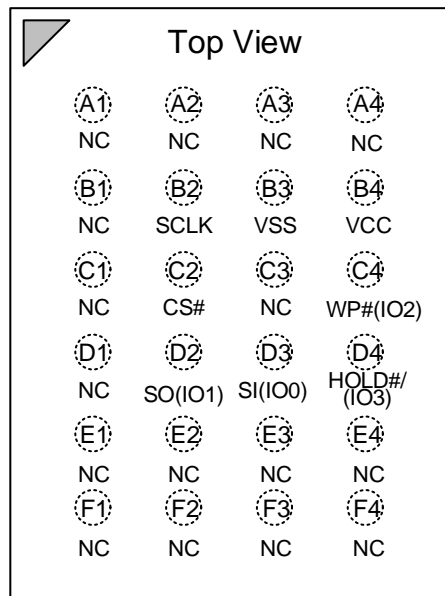 Top View
A1 A2 A3 A4
NC NC NC NC
B1 B2 B3 B4
NC SCLK VSS VCC
C1 C2 C3 C4
NC CS# NC WP#(IO2)
D1 D2 D3 D4
NC SO(IO1) SI(IO0) HOLD#/
(IO3)
E1 E2 E3 E4
NC NC NC NC
F1 F2 F3 F4
NC NC NC NC